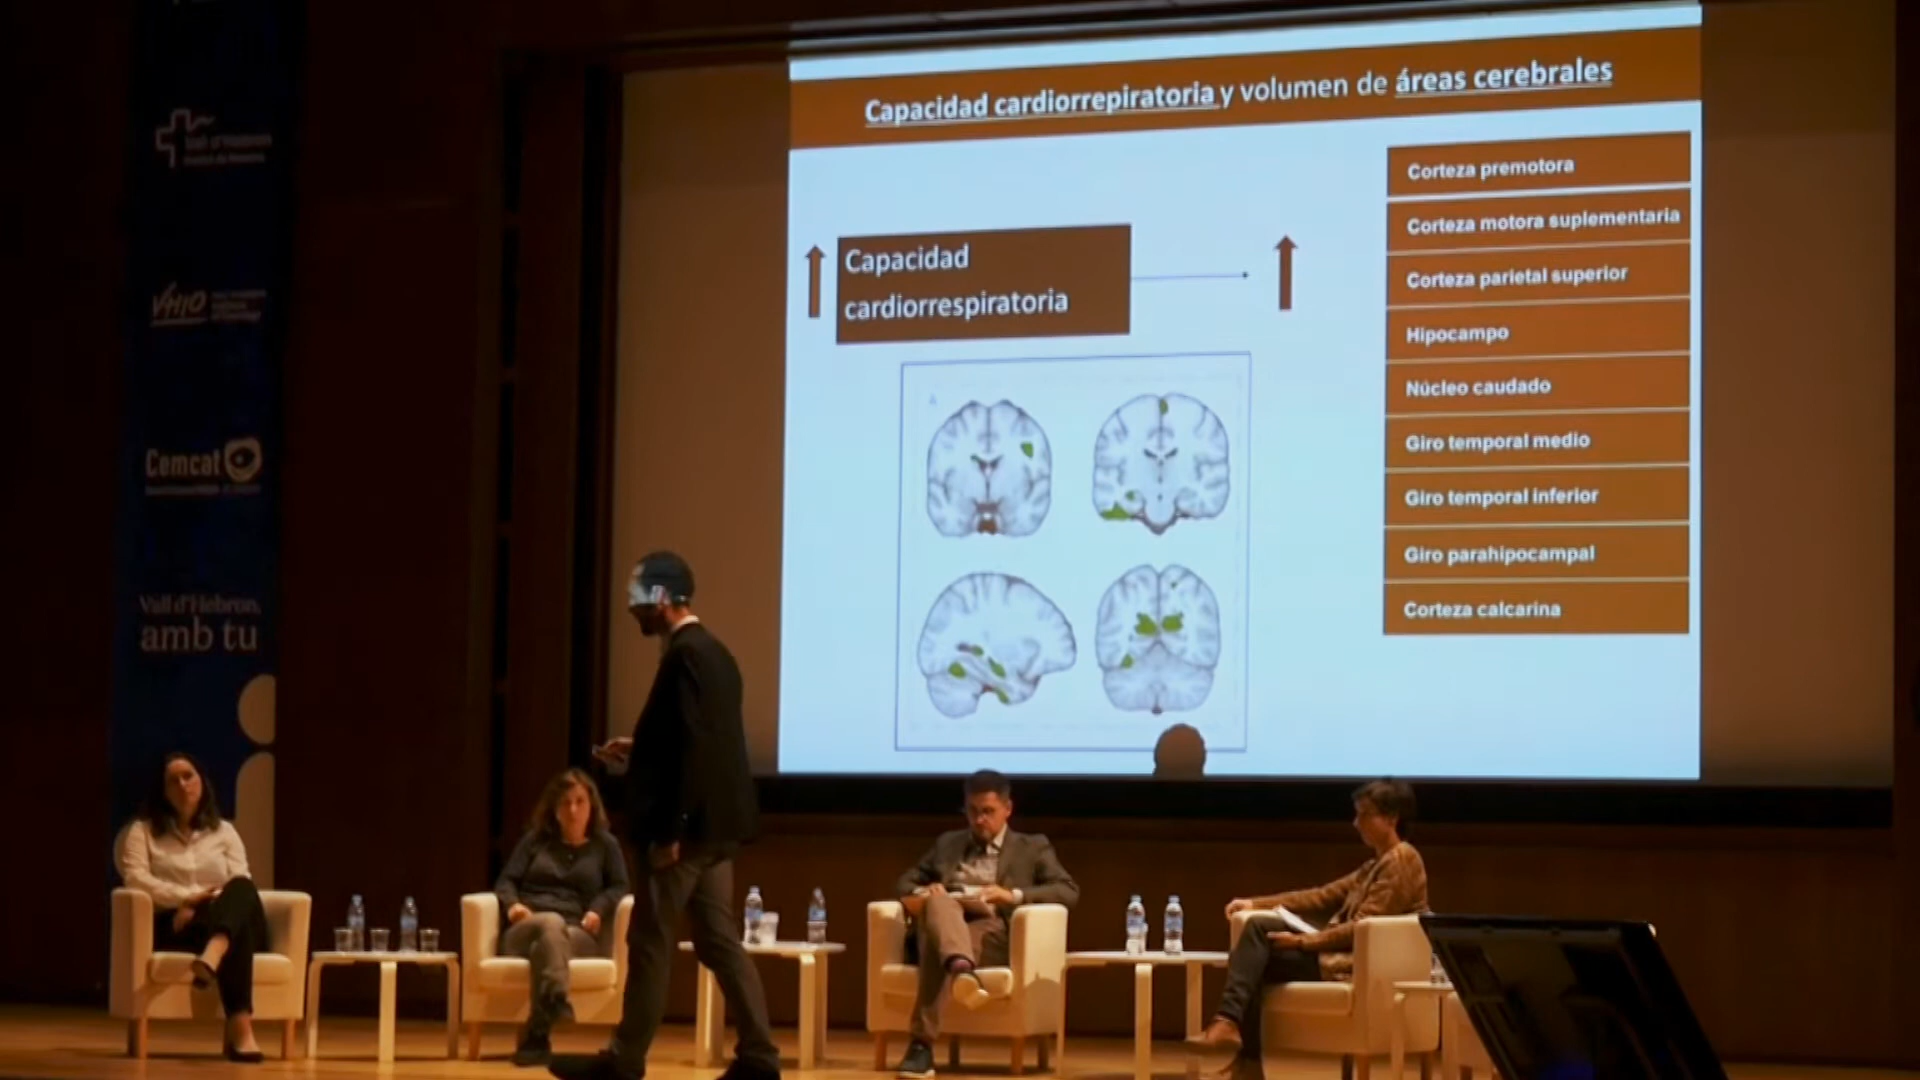 Capacidad cardiorrepiratoria y volumen de áreas cerebrales
Capacidad
cardiorrespiratoria
Corteza premotora
Corteza motora suplementaria
Corteza parietal superior
Hipocampo
Núcleo caudado
Giro temporal medio
Giro temporal inferior
Giro parahipocampal
Corteza calcarina
VHIO
Cemcat
Vall d'Hebron,
amb tu